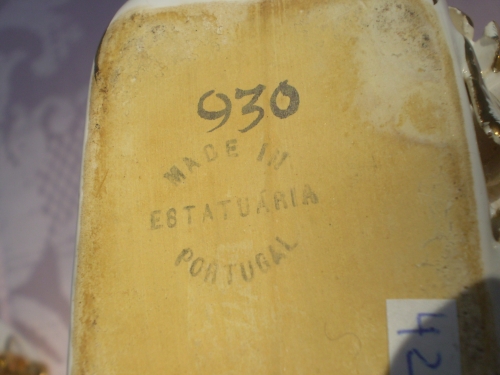 930
MADE IN
ESTATUÁRIA
PORTUGAL
42